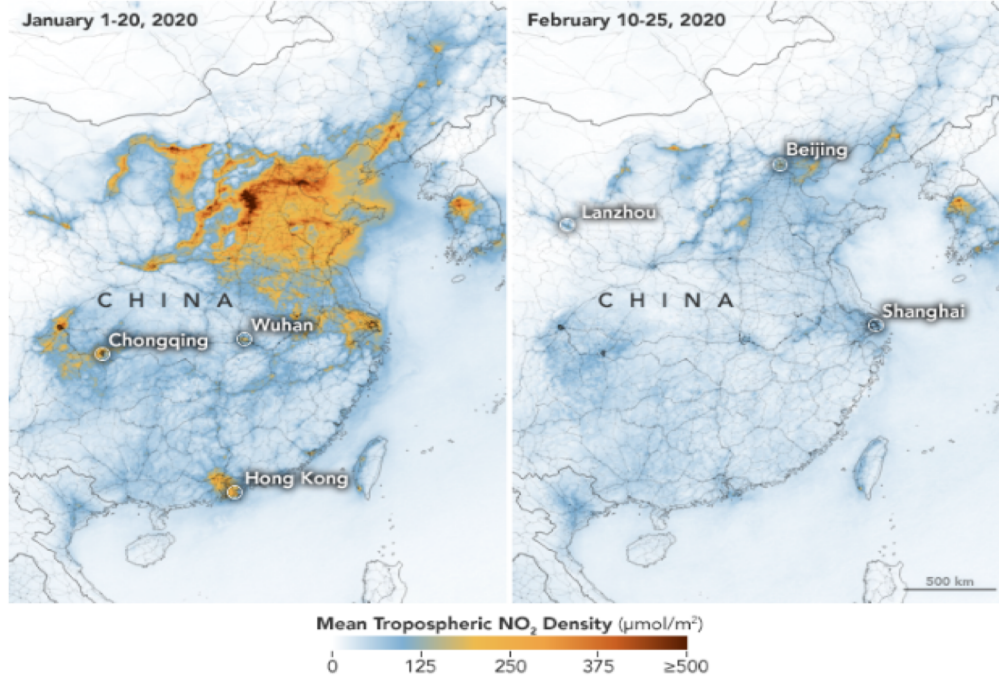 January 1-20, 2020
CHINA
Chongqing
Wuhan
Hong Kong
February 10-25, 2020
Beijing
Lanzhou
CHINA
Shanghai
500 km
Mean Tropospheric NO₂ Density (µmol/m²)
0 125 250 375 ≥500